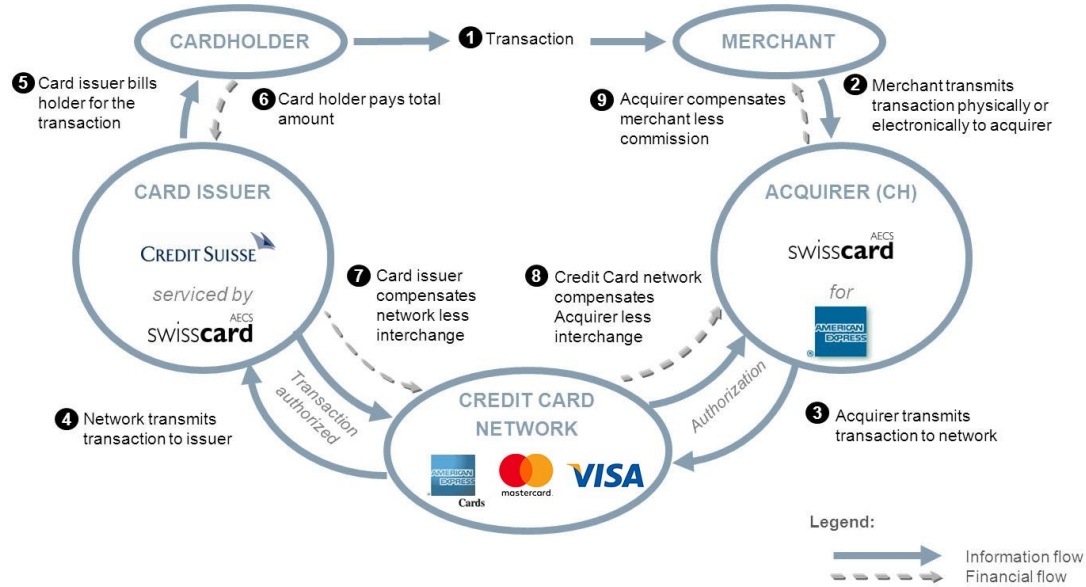 CARDHOLDER
1 Transaction
MERCHANT
5 Card issuer bills
holder for the
transaction
6 Card holder pays total
amount
9 Acquirer compensates
merchant less
commission
2 Merchant transmits
transaction physically or
electronically to acquirer
CARD ISSUER
CREDIT SUISSE
serviced by
AECS
swisscard
ACQUIRER (CH)
AECS
swisscard
for
AMERICAN
EXPRESS
®
7 Card issuer
compensates
network less
interchange
8 Credit Card network
compensates
Acquirer less
interchange
4 Network transmits
transaction to issuer
Transaction
authorized
Authorization
3 Acquirer transmits
transaction to network
CREDIT CARD
NETWORK
AMERICAN
EXPRESS
Cards
mastercard.
VISA
Legend:
Information flow
Financial flow